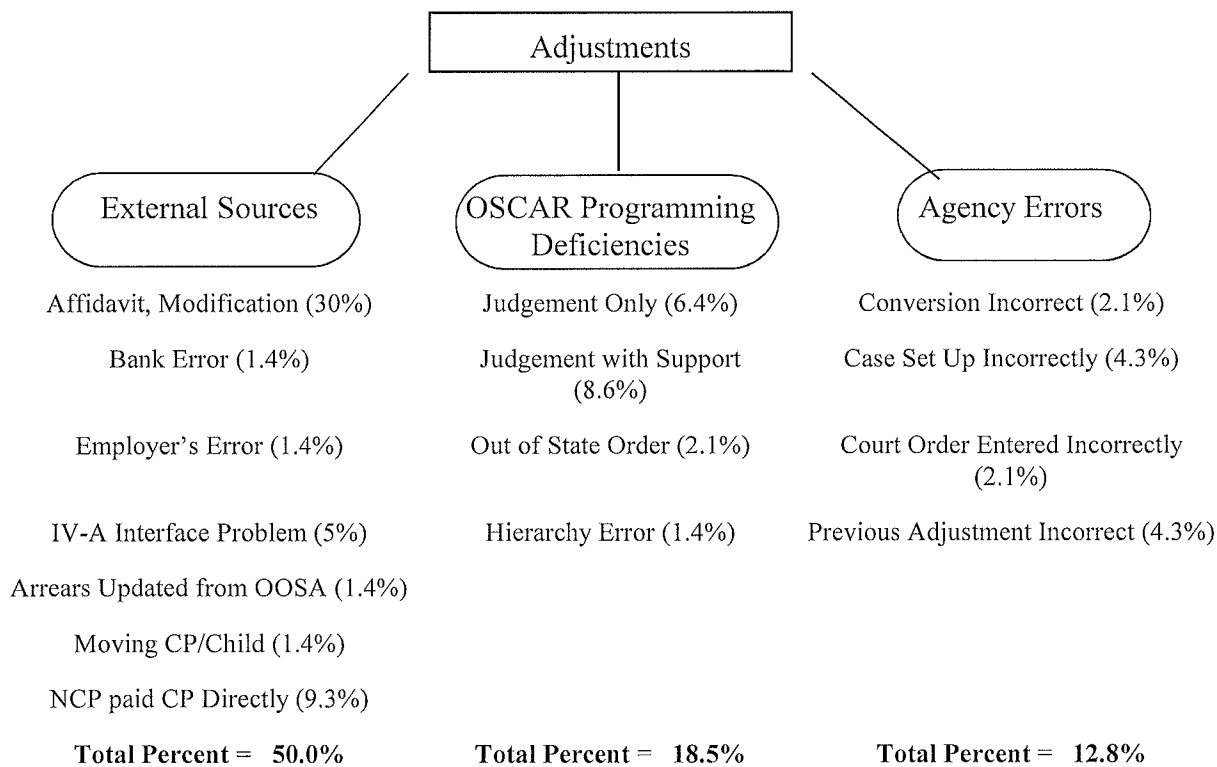 Adjustments
External Sources
OSCAR Programming
Deficiencies
Agency Errors
Affidavit, Modification (30%)
Judgement Only (6.4%)
Conversion Incorrect (2.1%)
Bank Error (1.4%)
Judgement with Support
(8.6%)
Case Set Up Incorrectly (4.3%)
Employer's Error (1.4%)
Out of State Order (2.1%)
Court Order Entered Incorrectly
(2.1%)
IV-A Interface Problem (5%)
Hierarchy Error (1.4%)
Previous Adjustment Incorrect (4.3%)
Arrears Updated from OOSA (1.4%)
Moving CP/Child (1.4%)
NCP paid CP Directly (9.3%)
Total Percent = 50.0%
Total Percent = 18.5%
Total Percent = 12.8%